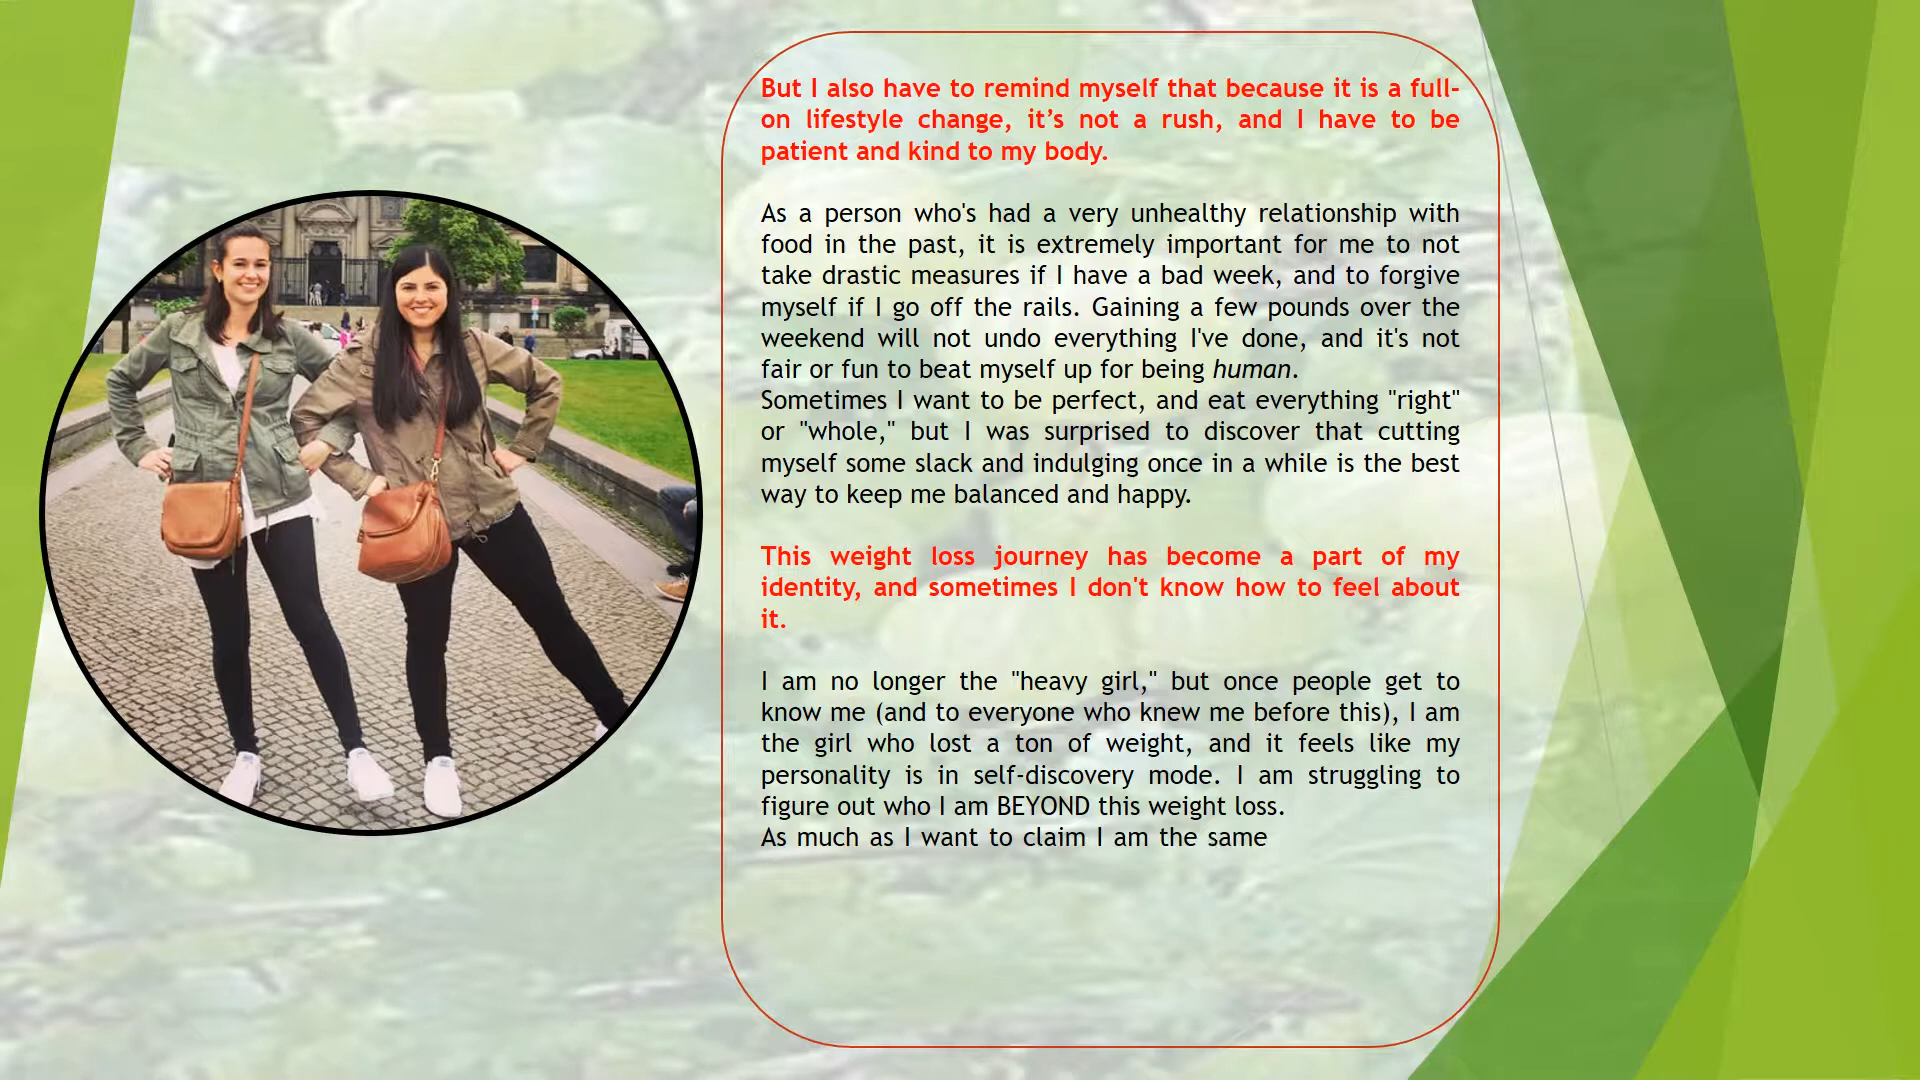 But I also have to remind myself that because it is a full-
on lifestyle change, it’s not a rush, and I have to be
patient and kind to my body.
As a person who's had a very unhealthy relationship with
food in the past, it is extremely important for me to not
take drastic measures if I have a bad week, and to forgive
myself if I go off the rails. Gaining a few pounds over the
weekend will not undo everything I've done, and it's not
fair or fun to beat myself up for being human.
Sometimes I want to be perfect, and eat everything "right"
or "whole," but I was surprised to discover that cutting
myself some slack and indulging once in a while is the best
way to keep me balanced and happy.
This weight loss journey has become a part of my
identity, and sometimes I don't know how to feel about
it.
I am no longer the "heavy girl," but once people get to
know me (and to everyone who knew me before this), I am
the girl who lost a ton of weight, and it feels like my
personality is in self-discovery mode. I am struggling to
figure out who I am BEYOND this weight loss.
As much as I want to claim I am the same